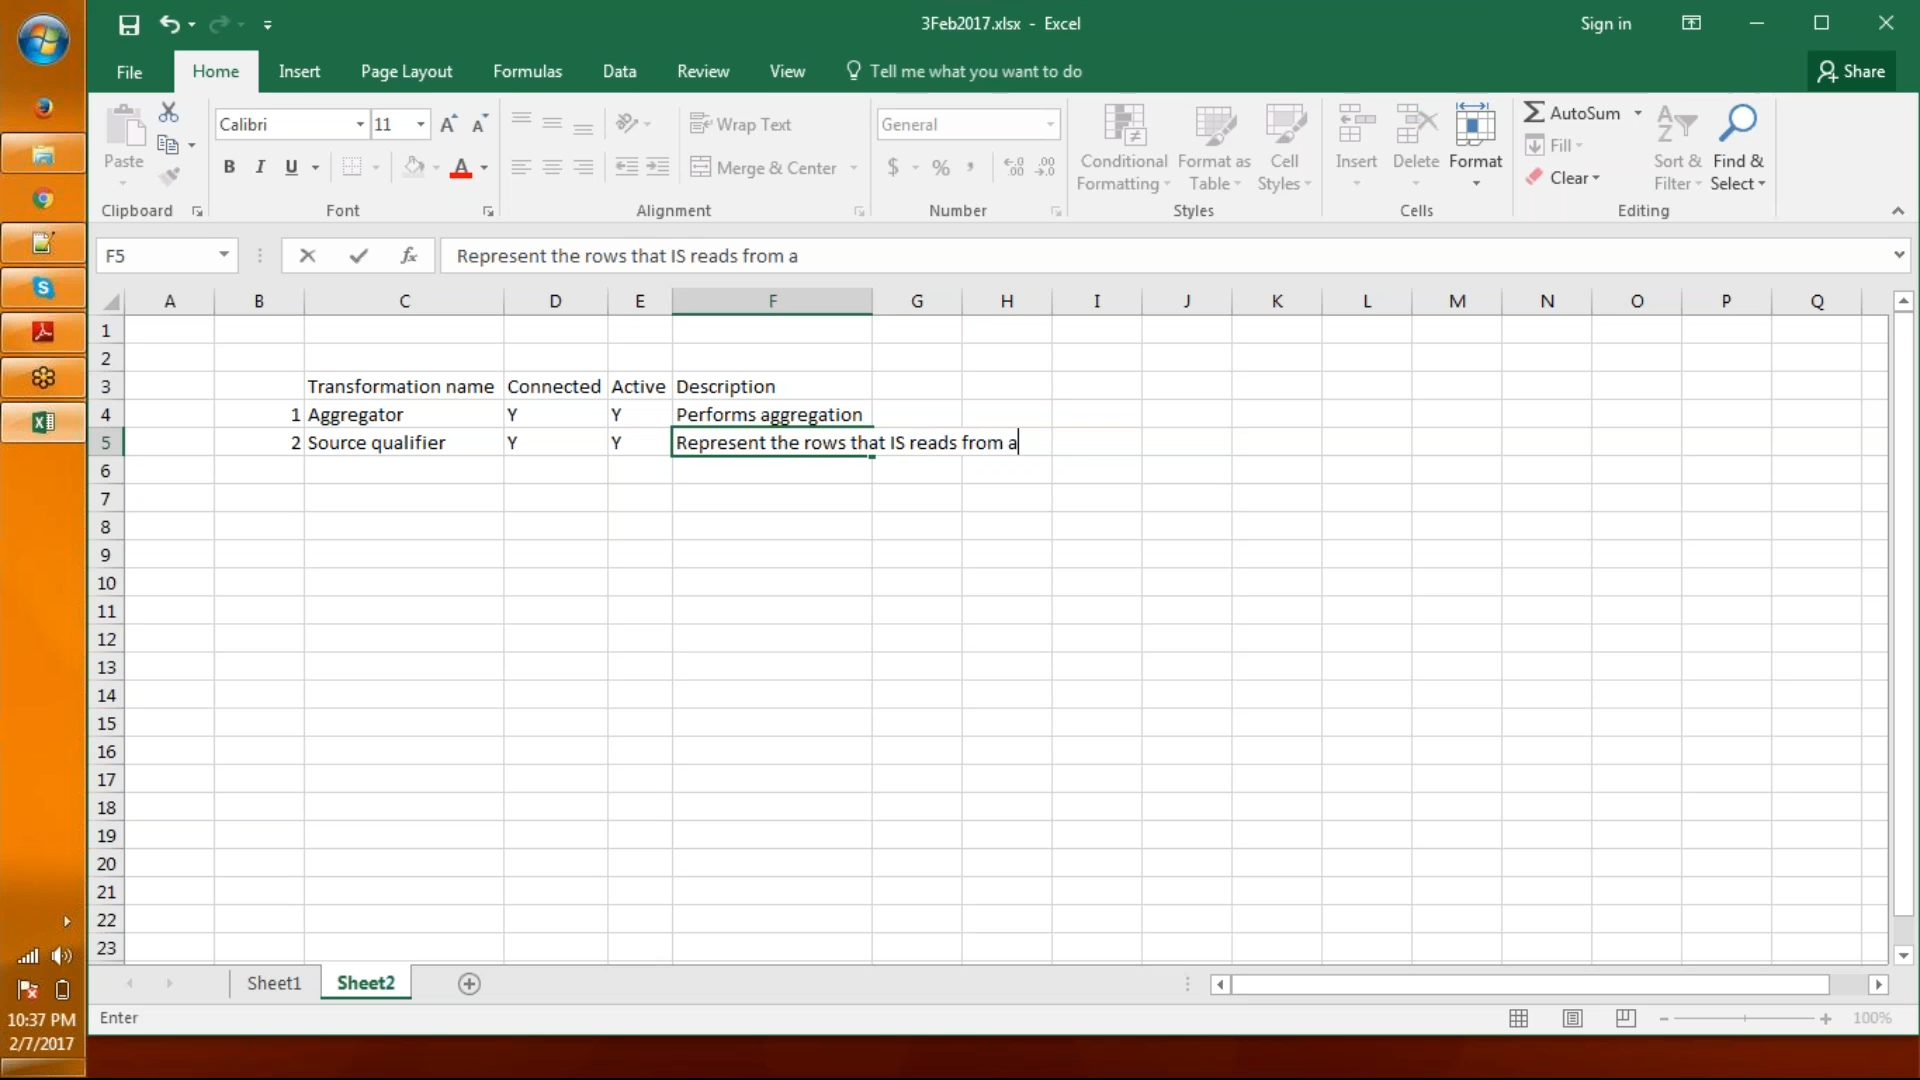 3Feb2017.xlsx - Excel
Sign in
File
Home
Insert
Page Layout
Formulas
Data
Review
View
Tell me what you want to do
Share
Paste
Clipboard
Calibri
11
B I U
A
Font
Wrap Text
Merge & Center
Alignment
General
$ % ,
Number
Conditional Formatting
Format as Table
Cell Styles
Styles
Insert
Delete
Format
Cells
AutoSum
Fill
Clear
Sort & Filter
Find & Select
Editing
F5
fx
Represent the rows that IS reads from a
A B C D E F G H I J K L M N O P Q
1
2
3 Transformation name Connected Active Description
4 1 Aggregator Y Y Performs aggregation
5 2 Source qualifier Y Y Represent the rows that IS reads from a
6
7
8
9
10
11
12
13
14
15
16
17
18
19
20
21
22
23
Sheet1
Sheet2
Enter
100%
10:37 PM
2/7/2017